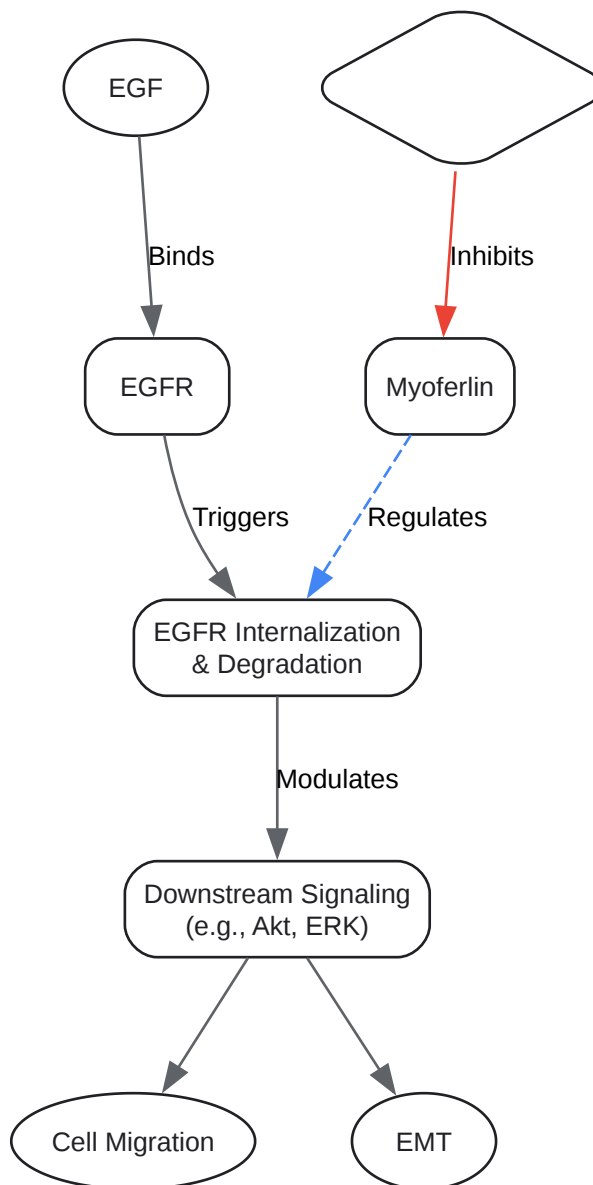 EGF
Binds
Inhibits
EGFR
Myoferlin
Triggers
Regulates
EGFR Internalization
& Degradation
Modulates
Downstream Signaling
(e.g., Akt, ERK)
Cell Migration
EMT